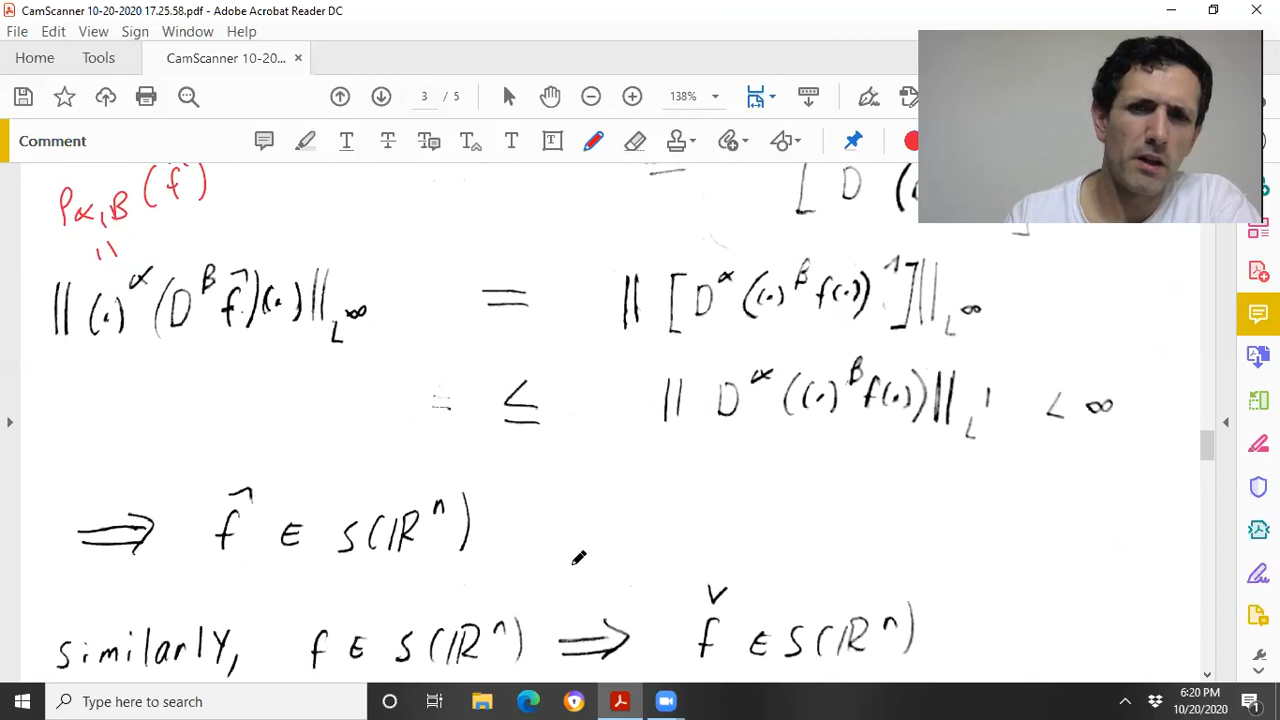 CamScanner 10-20-2020 17.25.58.pdf - Adobe Acrobat Reader DC
File Edit View Sign Window Help
Home Tools CamScanner 10-20... ×
3 / 5 138%
Comment
ρα,β (f̂)
= [ D (
||
‖(·)^α (D^β f̂)(·)‖_{L^∞} = ‖[D^α ((·)^β f(·))^]‖_{L^∞}
= ≤ ‖ D^α ((·)^β f(·))‖_{L^1} < ∞
⟹ f̂ ∈ S(ℝ^n)
similarly, f ∈ S(ℝ^n) ⟹ f̌ ∈ S(ℝ^n)
Type here to search
6:20 PM
10/20/2020
1